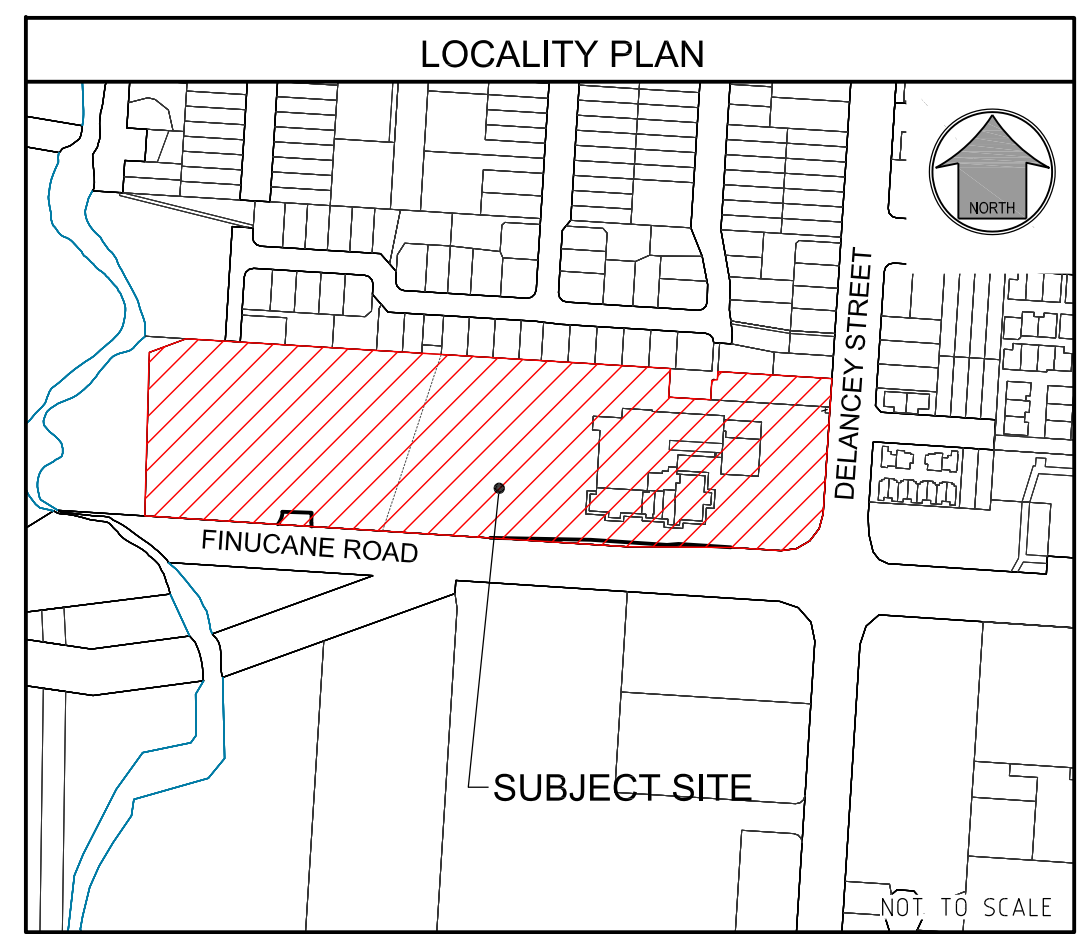 LOCALITY PLAN
NORTH
DELANCEY STREET
FINUCANE ROAD
SUBJECT SITE
NOT TO SCALE